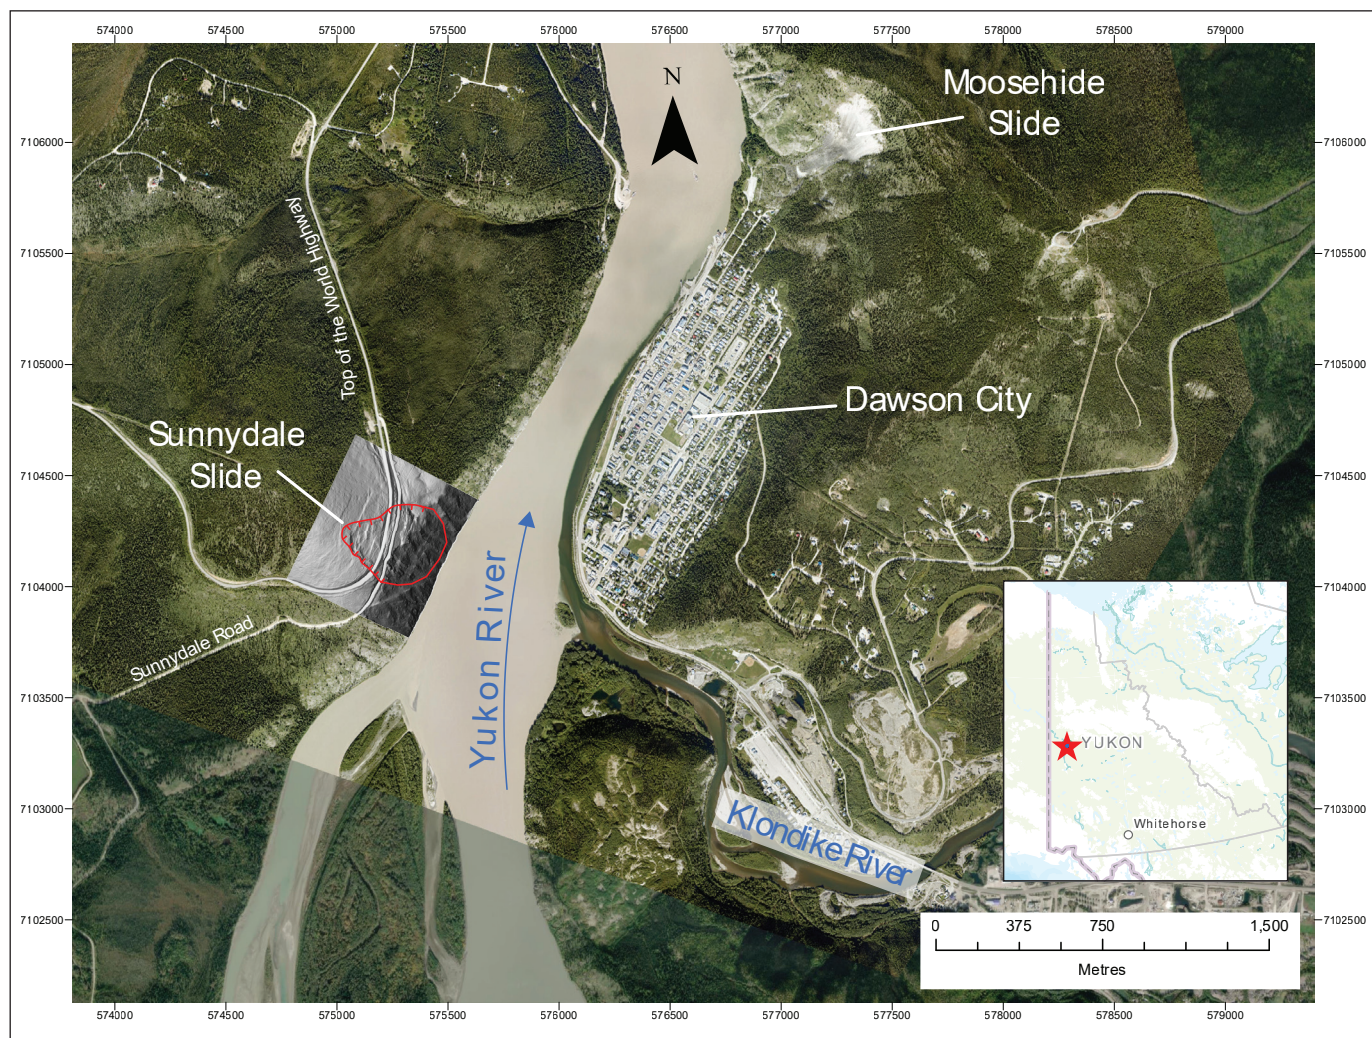 574000 574500 575000 575500 576000 576500 577000 577500 578000 578500 579000
N
Moosehide
Slide
7106000 7106000
7105500 7105500
Top of the World Highway
7105000 7105000
Dawson City
Sunnydale
Slide
7104500 7104500
7104000 7104000
Yukon River
Sunnydale Road
7103500 7103500
YUKON
Whitehorse
7103000 7103000
Klondike River
7102500 7102500
0 375 750 1,500
Metres
574000 574500 575000 575500 576000 576500 577000 577500 578000 578500 579000